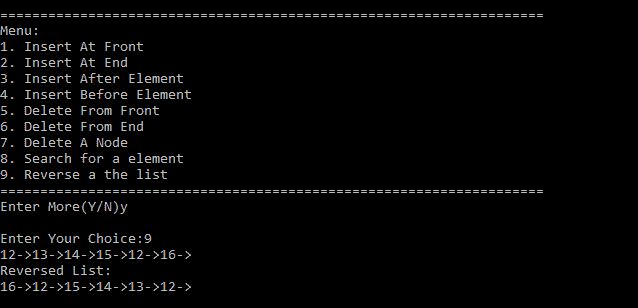 ====================================================================
Menu:
1. Insert At Front
2. Insert At End
3. Insert After Element
4. Insert Before Element
5. Delete From Front
6. Delete From End
7. Delete A Node
8. Search for a element
9. Reverse a the list
====================================================================
Enter More(Y/N)y
Enter Your Choice:9
12->13->14->15->12->16->
Reversed List:
16->12->15->14->13->12->